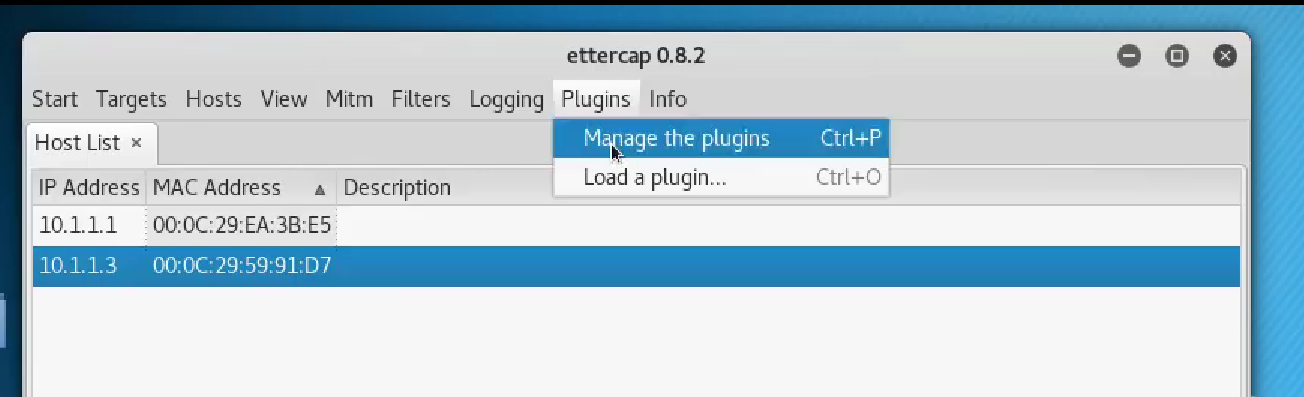 ettercap 0.8.2
Start Targets Hosts View Mitm Filters Logging Plugins Info
Manage the plugins Ctrl+P
Load a plugin... Ctrl+O
Host List ×
IP Address MAC Address ▲ Description
10.1.1.1 00:0C:29:EA:3B:E5
10.1.1.3 00:0C:29:59:91:D7